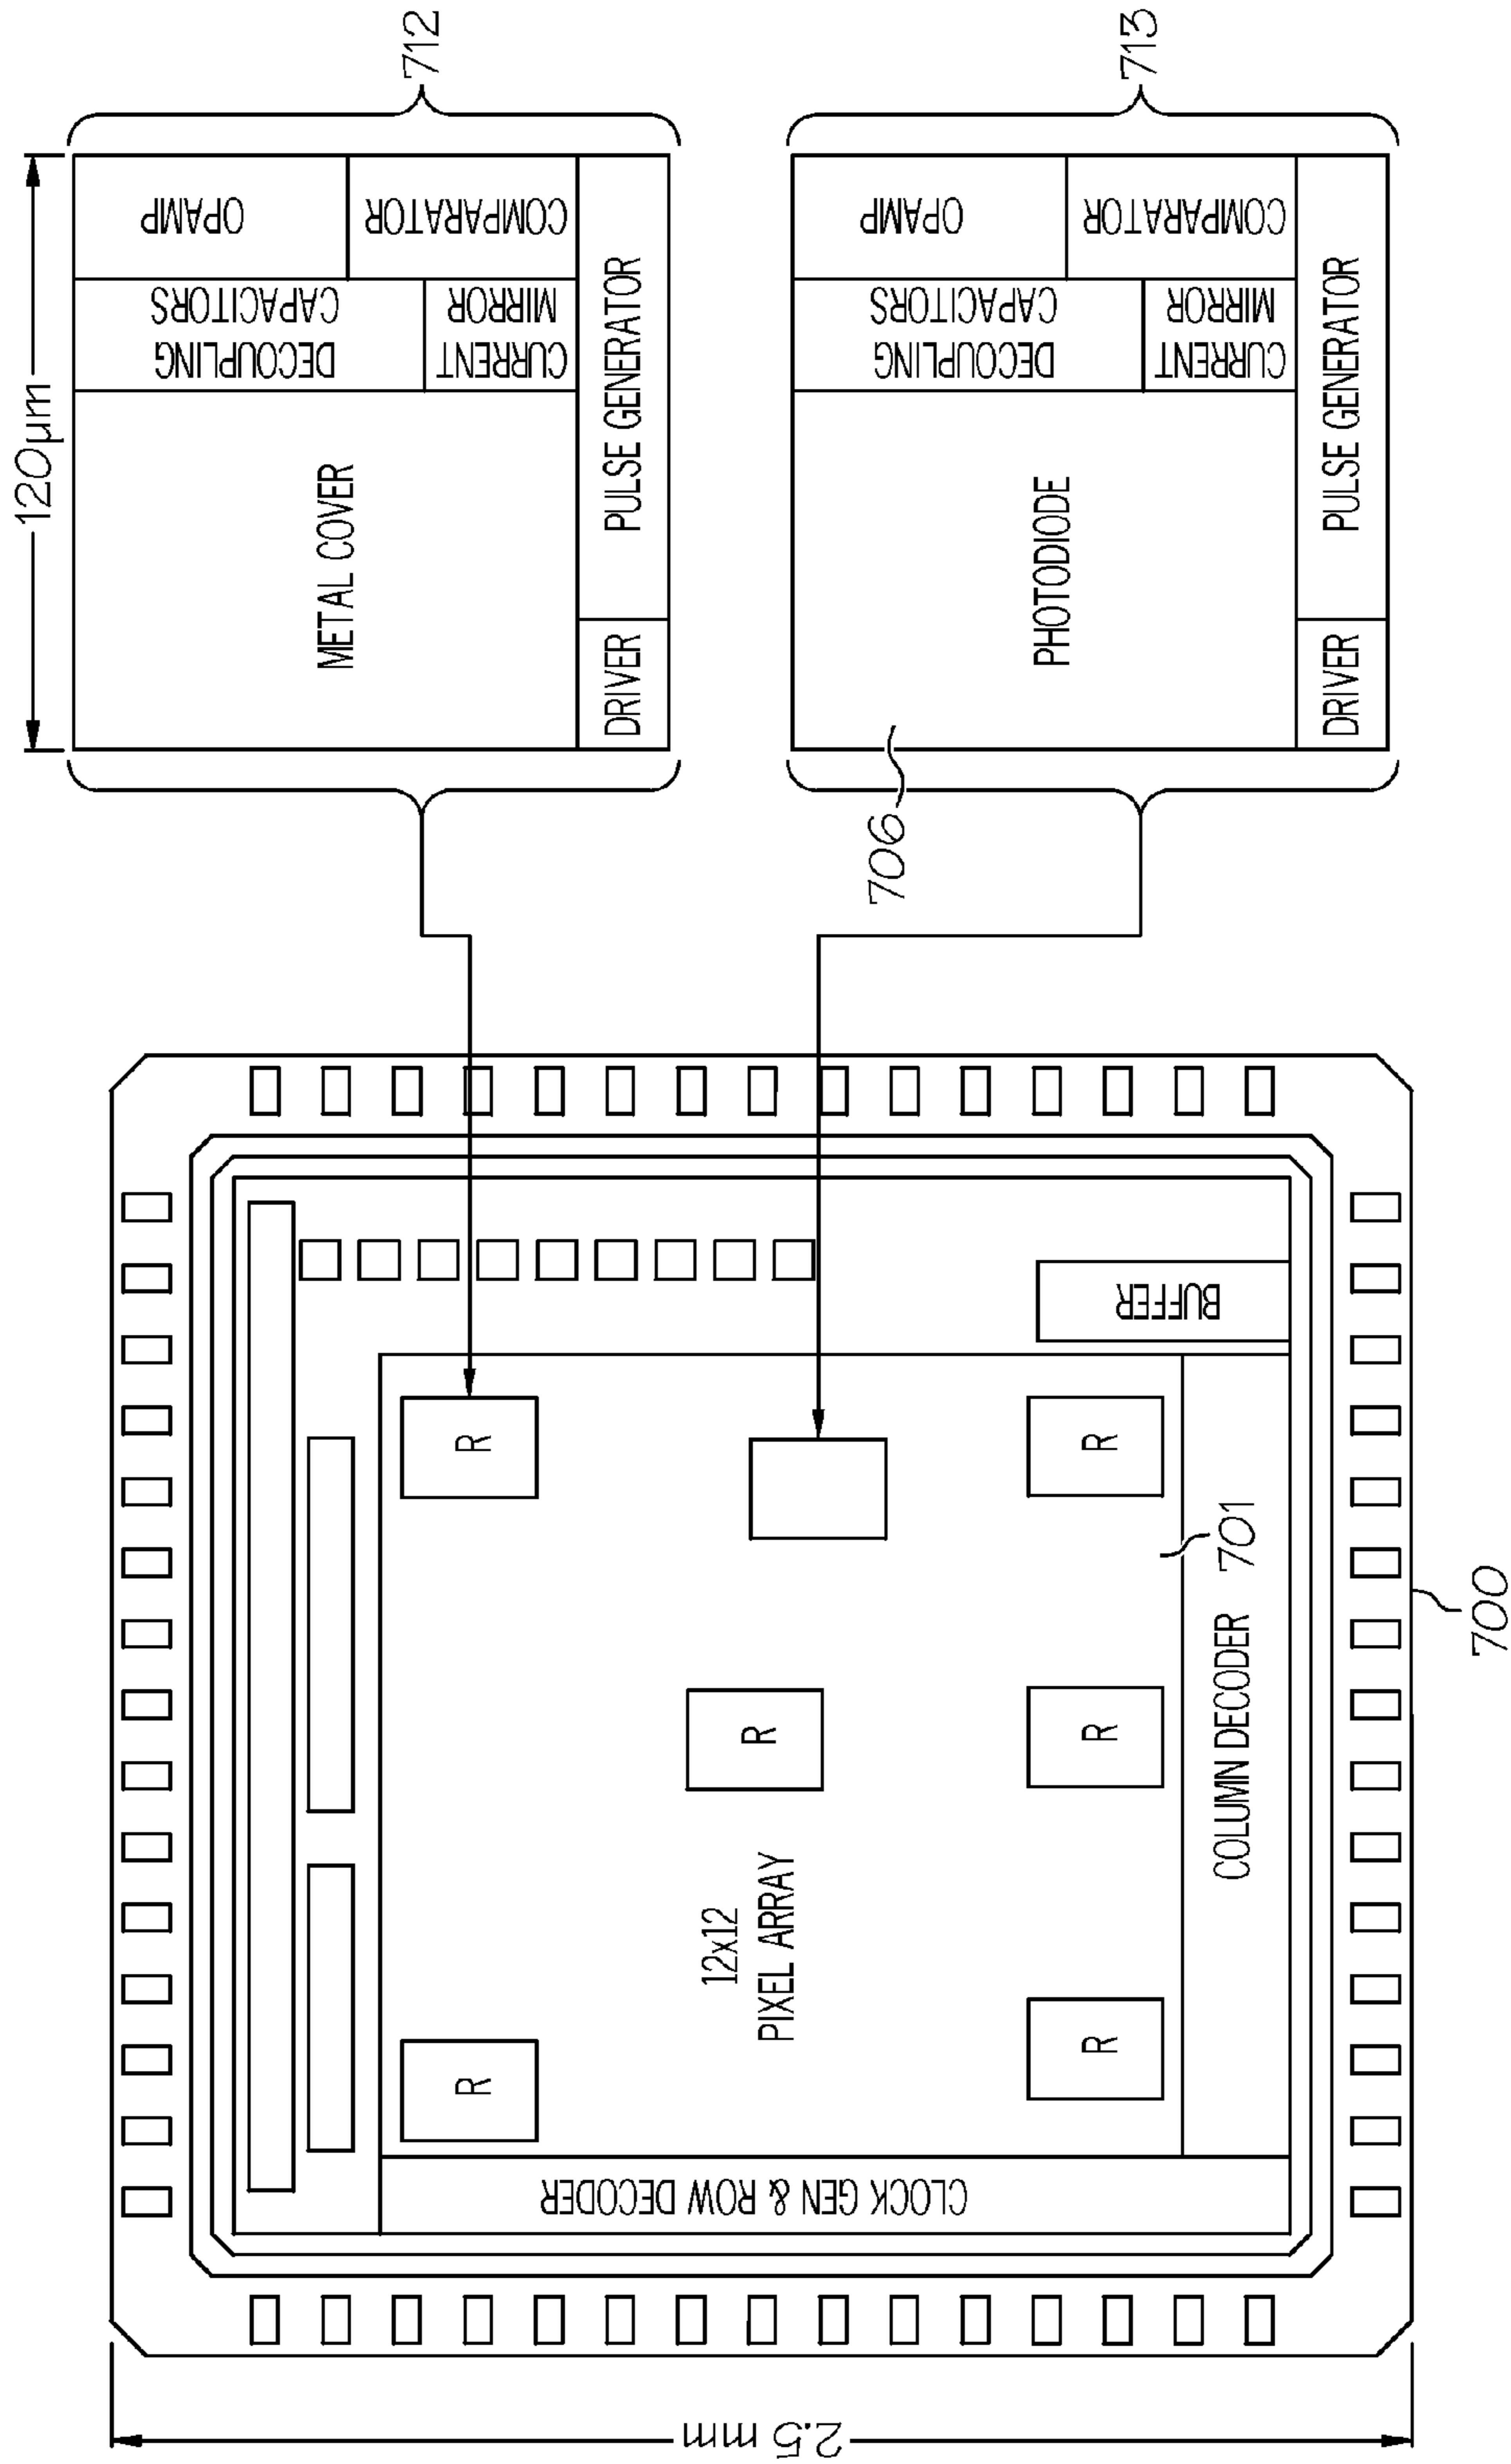 120µm
712
METAL COVER
DECOUPLING
CAPACITORS
OPAMP
CURRENT
MIRROR
COMPARATOR
DRIVER
PULSE GENERATOR
713
706
PHOTODIODE
DECOUPLING
CAPACITORS
OPAMP
CURRENT
MIRROR
COMPARATOR
DRIVER
PULSE GENERATOR
2.5 mm
CLOCK GEN & ROW DECODER
R
R
12x12
PIXEL ARRAY
R
R
R
R
COLUMN DECODER
701
BUFFER
700